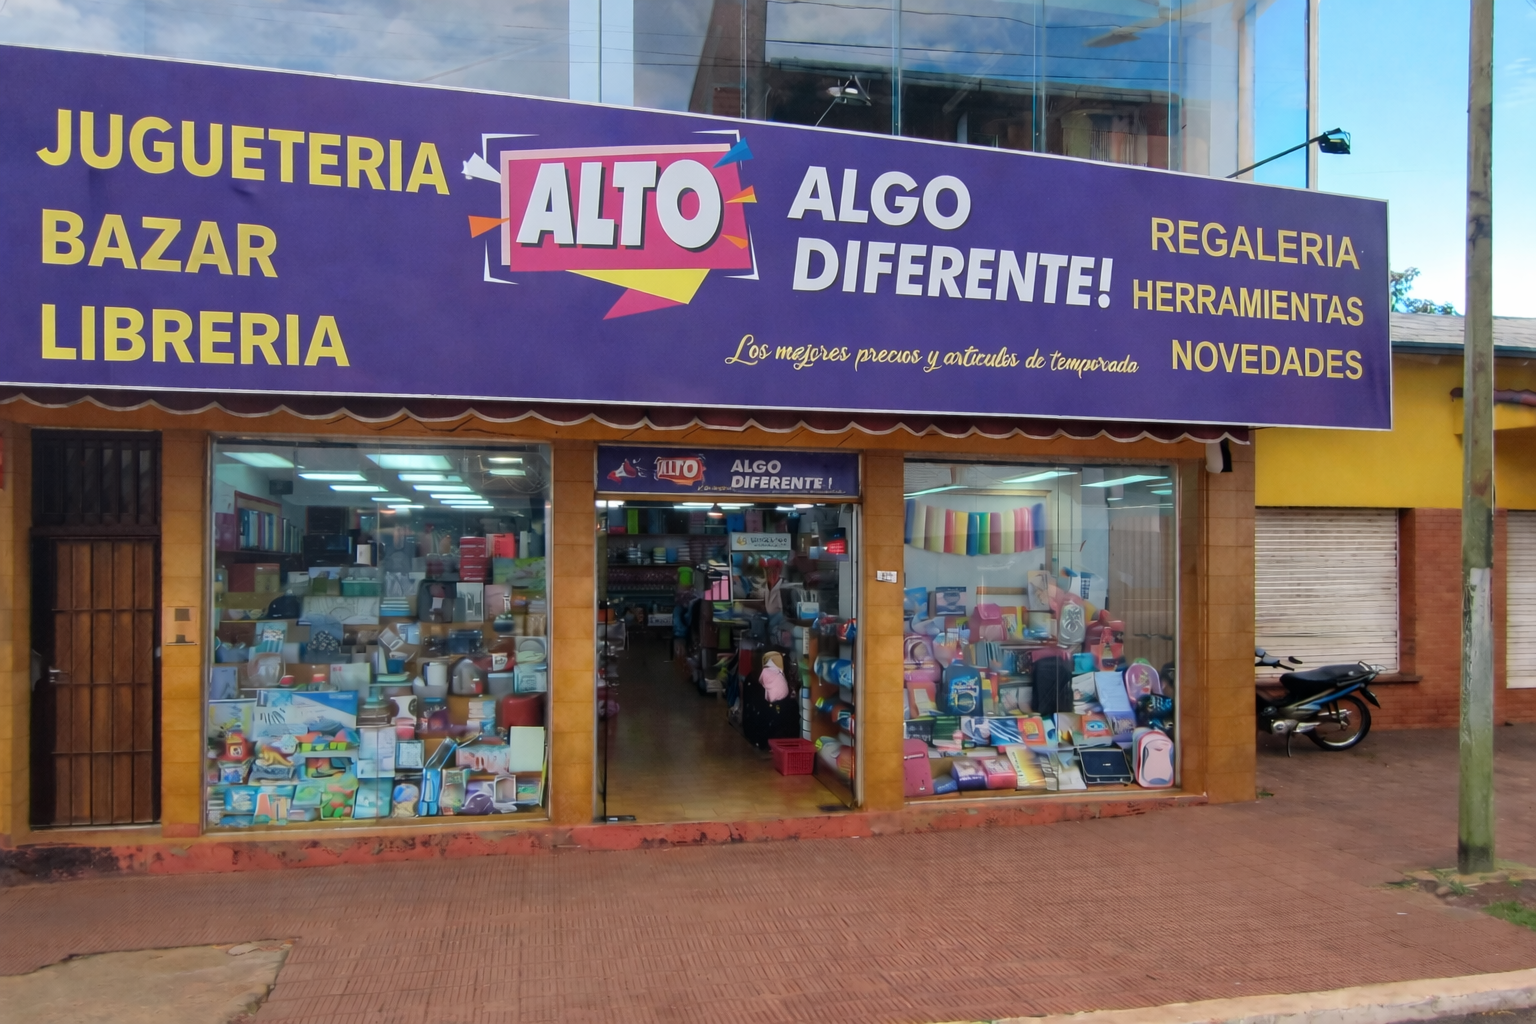 JUGUETERIA
BAZAR
LIBRERIA
ALTO
ALGO
DIFERENTE!
Los mejores precios y artículos de temporada
REGALERIA
HERRAMIENTAS
NOVEDADES
ALTO
ALGO
DIFERENTE!